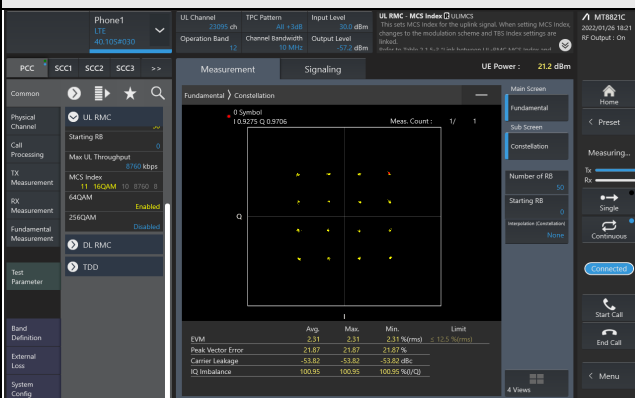 Phone1
LTE
40.105#030
UL Channel
23095 ch
TPC Pattern
All +3dB
Input Level
30.0 dBm
Operation Band
12
Channel Bandwidth
10 MHz
Output Level
-57.2 dBm
UL RMC - MCS Index ULMCS
This sets MCS Index for the uplink signal. When setting MCS Index,
changes to the modulation scheme and TBS Index settings are
linked.
MT8821C
2022/01/26 18:21
RF Output : On
PCC
SCC1
SCC2
SCC3
>>
Measurement
Signaling
UE Power : 21.2 dBm
Common
Physical
Channel
Call
Processing
TX
Measurement
RX
Measurement
Fundamental
Measurement
Test
Parameter
Band
Definition
External
Loss
System
Config
UL RMC
Starting RB
0
Max UL Throughput
8760 kbps
MCS Index
11 16QAM 10 8760 8
64QAM
Enabled
256QAM
Disabled
DL RMC
TDD
Fundamental > Constellation
0 Symbol
I 0.9275 Q 0.9706
Meas. Count : 1/ 1
Q
I
Avg. Max. Min. Limit
EVM 2.31 2.31 2.31 %(rms) ≤ 12.5 %(rms)
Peak Vector Error 21.87 21.87 21.87 %
Carrier Leakage -53.82 -53.82 -53.82 dBc
IQ Imbalance 100.95 100.95 100.95 %(I/Q)
Main Screen
Fundamental
Sub Screen
Constellation
Number of RB
50
Starting RB
0
Interpolation (Constellation)
None
4 Views
Home
< Preset
Measuring...
Tx
Rx
Single
Continuous
Connected
Start Call
End Call
< Menu